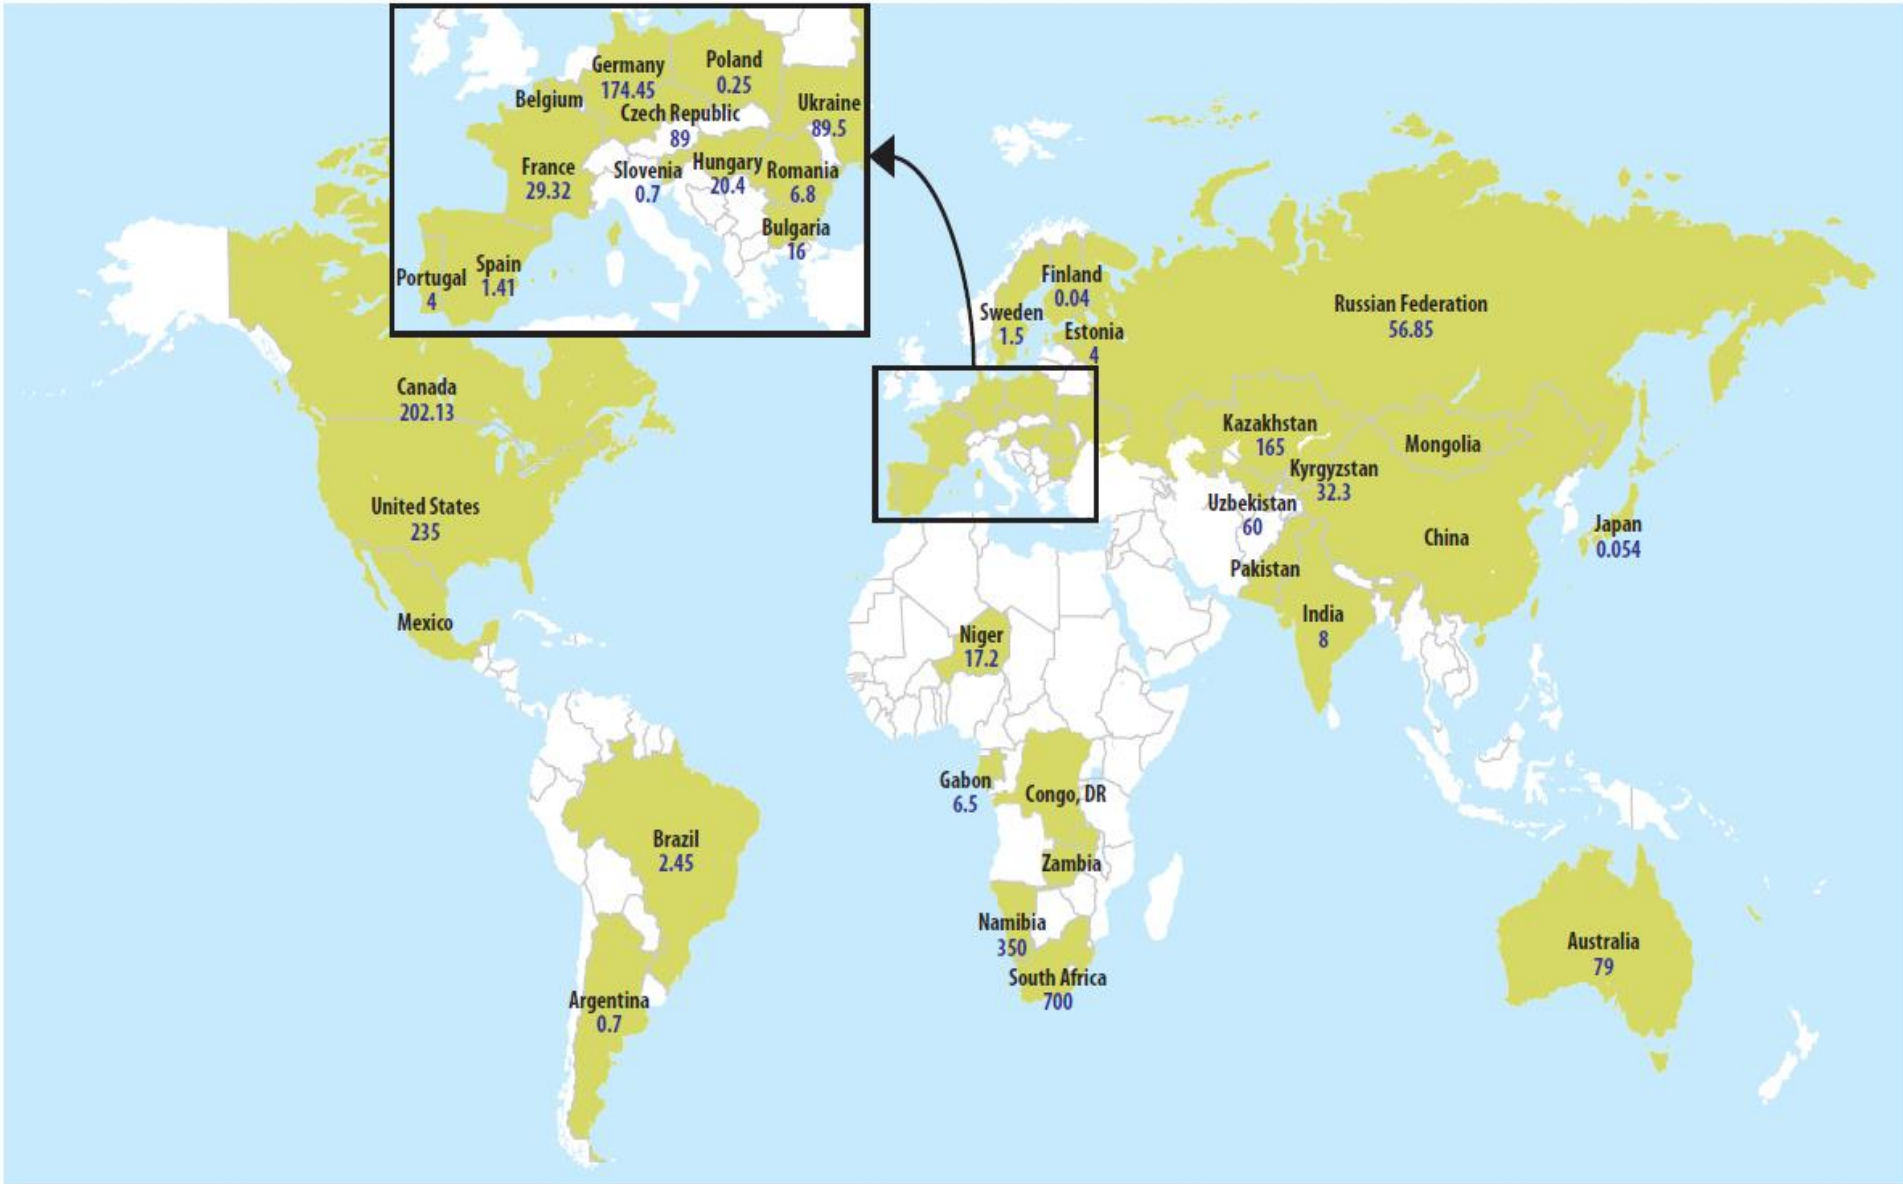 Germany
174.45
Poland
0.25
Belgium
Czech Republic
89
Ukraine
89.5
France
29.32
Slovenia
0.7
Hungary
20.4
Romania
6.8
Bulgaria
16
Portugal
4
Spain
1.41
Finland
0.04
Sweden
1.5
Estonia
4
Russian Federation
56.85
Canada
202.13
Kazakhstan
165
Mongolia
Kyrgyzstan
32.3
United States
235
Uzbekistan
60
China
Japan
0.054
Pakistan
India
8
Mexico
Niger
17.2
Gabon
6.5
Congo, DR
Brazil
2.45
Zambia
Namibia
350
South Africa
700
Australia
79
Argentina
0.7